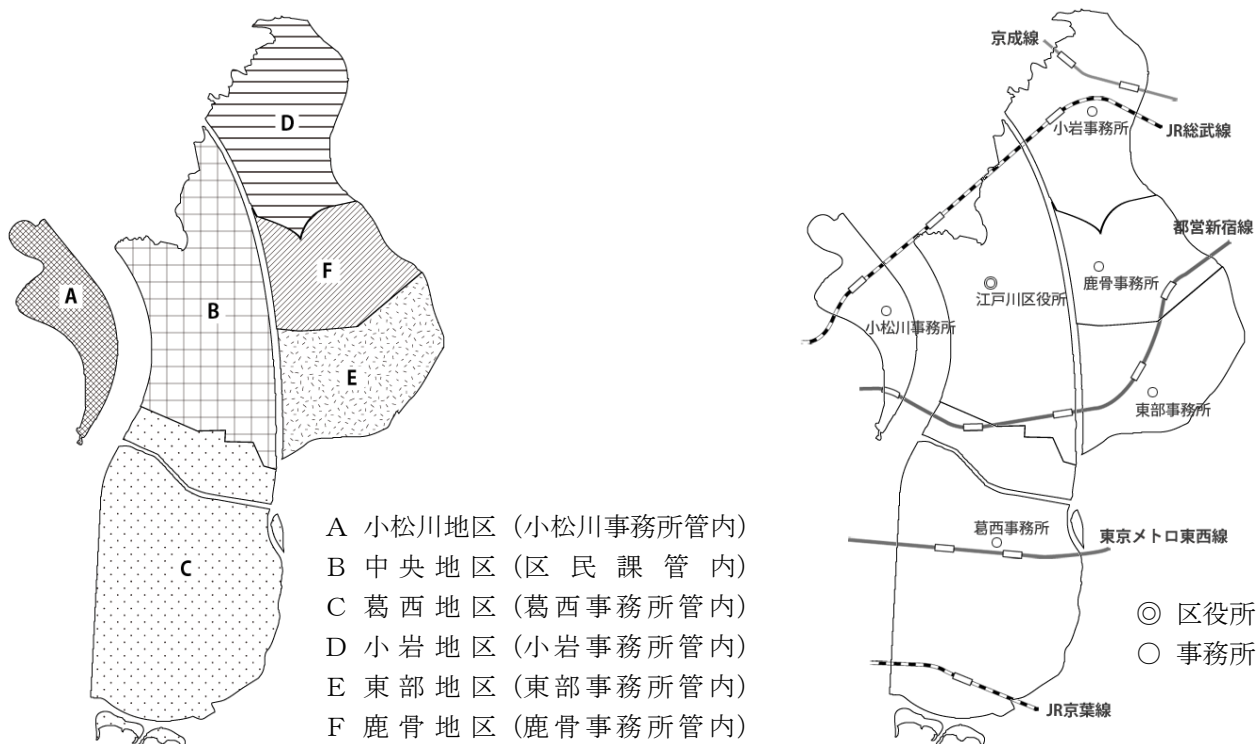 D
A
F
B
E
C
A 小松川地区 (小松川事務所管内)
B 中央地区 (区民課管内)
C 葛西地区 (葛西事務所管内)
D 小岩地区 (小岩事務所管内)
E 東部地区 (東部事務所管内)
F 鹿骨地区 (鹿骨事務所管内)
京成線
小岩事務所
JR総武線
都営新宿線
鹿骨事務所
江戸川区役所
小松川事務所
東部事務所
葛西事務所
東京メトロ東西線
◎ 区役所
○ 事務所
JR京葉線